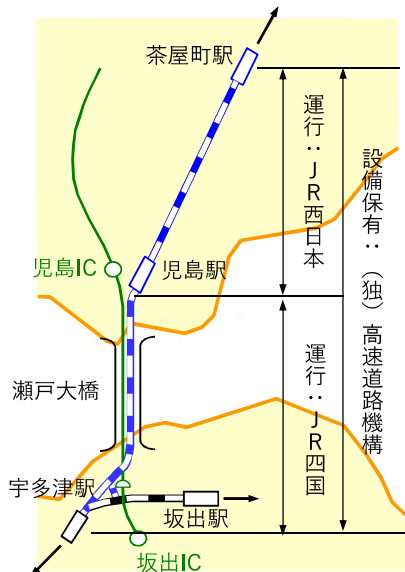 茶屋町駅
運行：ＪＲ西日本
設備保有：（独）高速道路機構
児島IC
児島駅
瀬戸大橋
運行：ＪＲ四国
宇多津駅
坂出駅
坂出IC